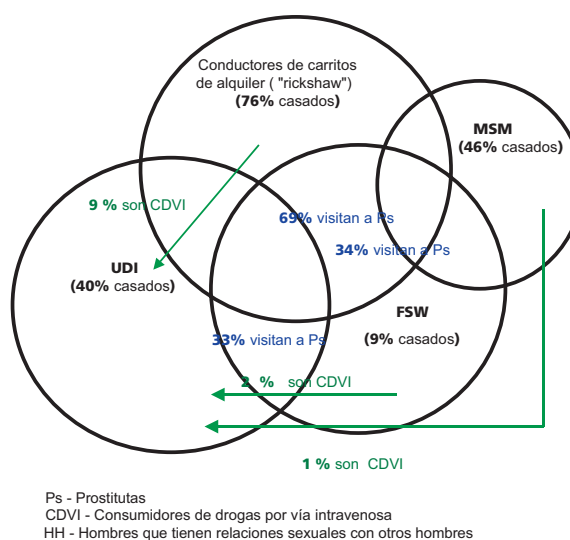 Conductores de carritos
de alquiler ( "rickshaw")
(76% casados)
MSM
(46% casados)
9 % son CDVI
69% visitan a Ps
34% visitan a Ps
UDI
(40% casados)
FSW
(9% casados)
33% visitan a Ps
2 % son CDVI
1 % son CDVI
Ps - Prostitutas
CDVI - Consumidores de drogas por vía intravenosa
HH - Hombres que tienen relaciones sexuales con otros hombres